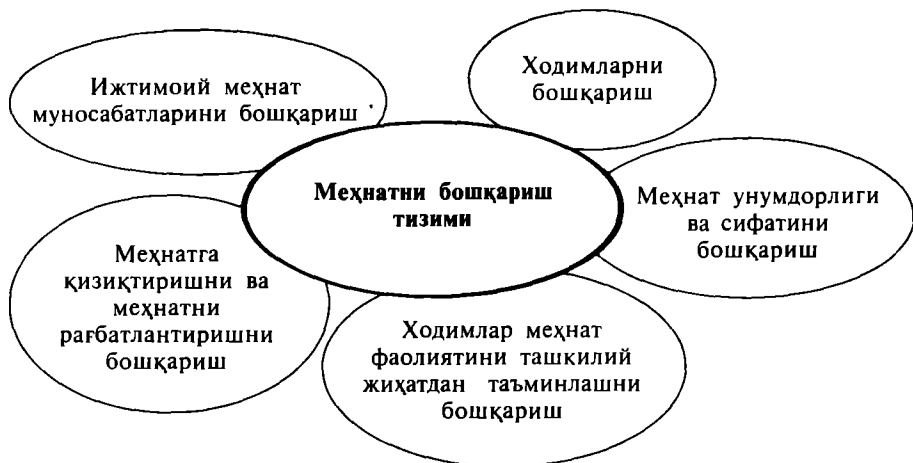 Ижтимоий меҳнат
муносабатларини бошқариш
Ходимларни
бошқариш
Меҳнатни бошқариш
тизими
Меҳнат унумдорлиги
ва сифатини
бошқариш
Меҳнатга
қизиқтиришни ва
меҳнатни
рағбатлантиришни
бошқариш
Ходимлар меҳнат
фаолиятини ташкилий
жиҳатдан таъминлашни
бошқариш